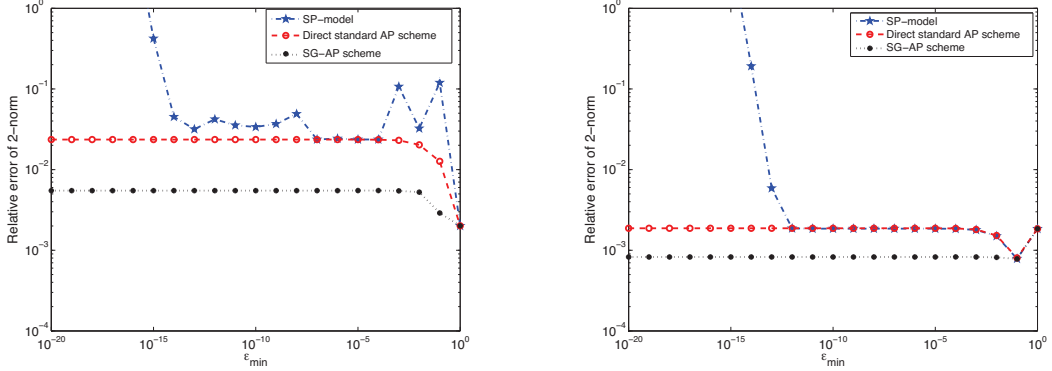 10^0
10^-1
10^-2
10^-3
10^-4
Relative error of 2-norm
SP-model
Direct standard AP scheme
SG-AP scheme
10^-20
10^-15
10^-10
10^-5
10^0
ε_min
10^0
10^-1
10^-2
10^-3
10^-4
Relative error of 2-norm
SP-model
Direct standard AP scheme
SG-AP scheme
10^-20
10^-15
10^-10
10^-5
10^0
ε_min